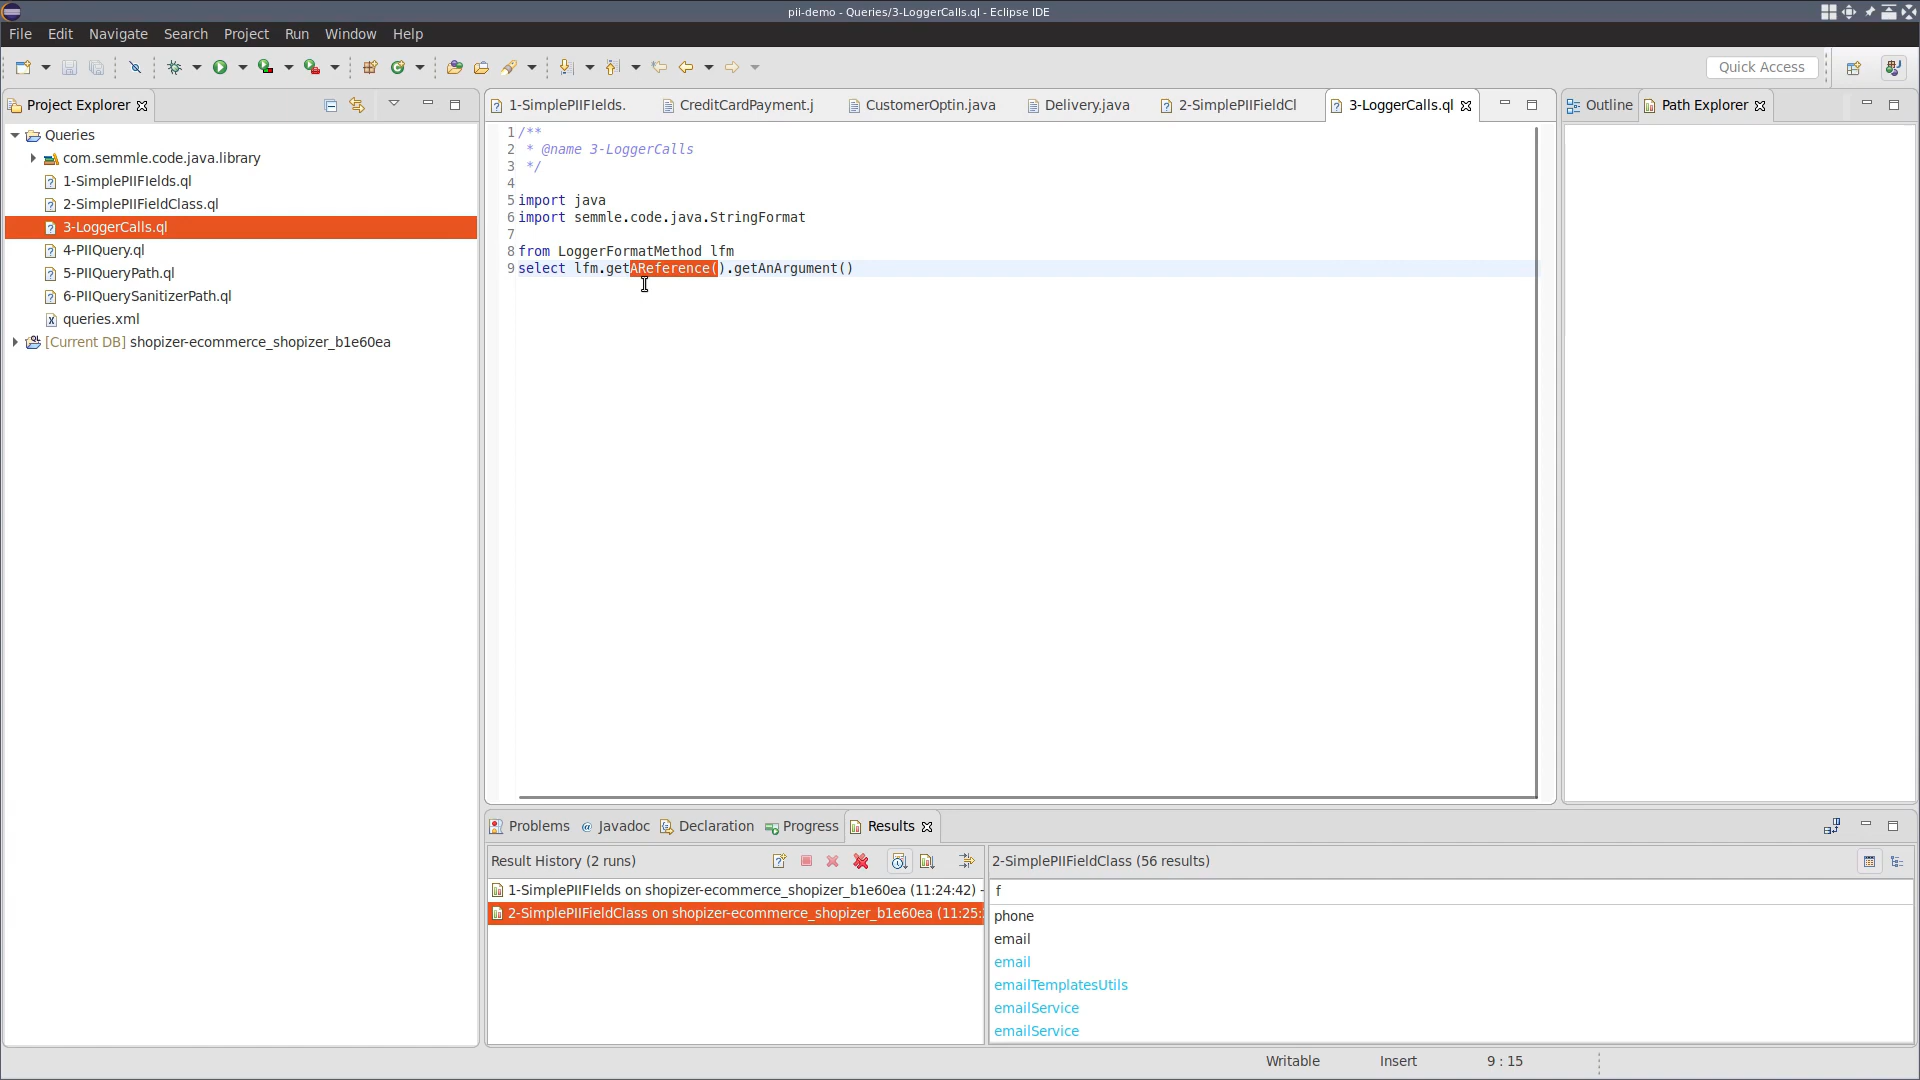 pii-demo - Queries/3-LoggerCalls.ql - Eclipse IDE
File Edit Navigate Search Project Run Window Help
Quick Access
Project Explorer
Queries
com.semmle.code.java.library
1-SimplePIIFIelds.ql
2-SimplePIIFieldClass.ql
3-LoggerCalls.ql
4-PIIQuery.ql
5-PIIQueryPath.ql
6-PIIQuerySanitizerPath.ql
queries.xml
[Current DB] shopizer-ecommerce_shopizer_b1e60ea
1-SimplePIIFIelds. CreditCardPayment.j CustomerOptin.java Delivery.java 2-SimplePIIFieldCl 3-LoggerCalls.ql
1 /**
2 * @name 3-LoggerCalls
3 */
4
5 import java
6 import semmle.code.java.StringFormat
7
8 from LoggerFormatMethod lfm
9 select lfm.getAReference().getAnArgument()
Outline Path Explorer
Problems @ Javadoc Declaration Progress Results
Result History (2 runs)
1-SimplePIIFIelds on shopizer-ecommerce_shopizer_b1e60ea (11:24:42) -
2-SimplePIIFieldClass on shopizer-ecommerce_shopizer_b1e60ea (11:25:
2-SimplePIIFieldClass (56 results)
f
phone
email
email
emailTemplatesUtils
emailService
emailService
Writable Insert 9 : 15